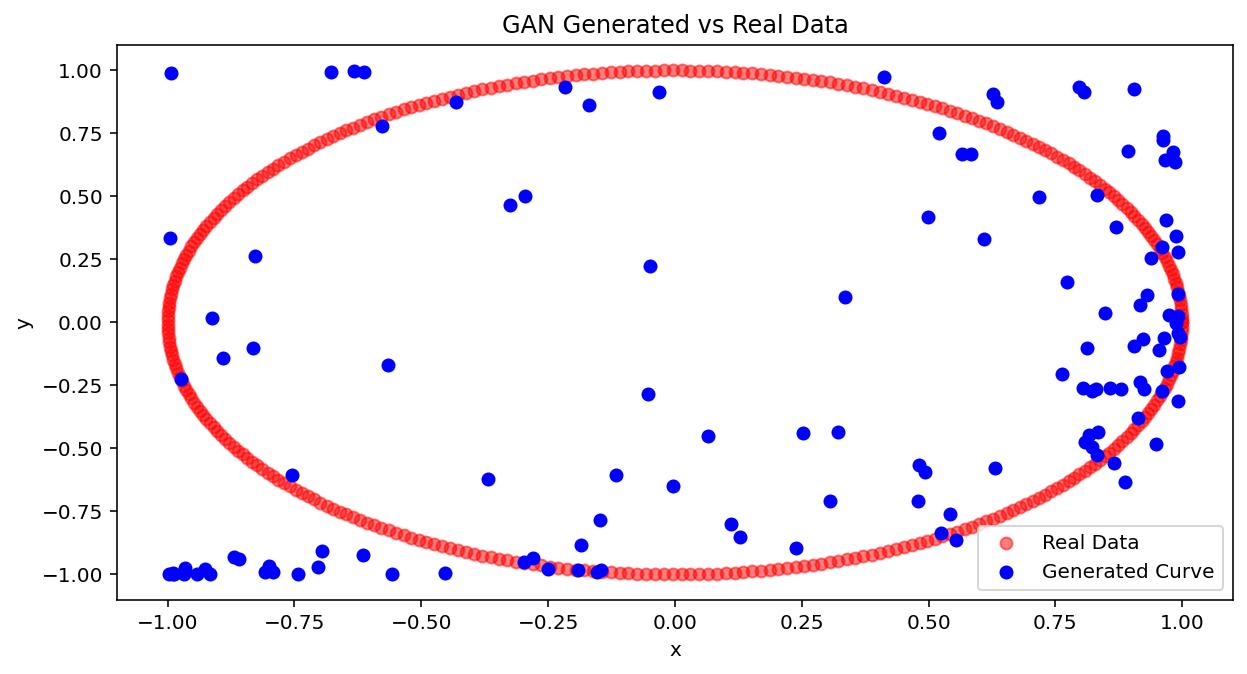 GAN Generated vs Real Data
1.00
0.75
0.50
0.25
0.00
−0.25
−0.50
−0.75
−1.00
y
Real Data
Generated Curve
−1.00 −0.75 −0.50 −0.25 0.00 0.25 0.50 0.75 1.00
x